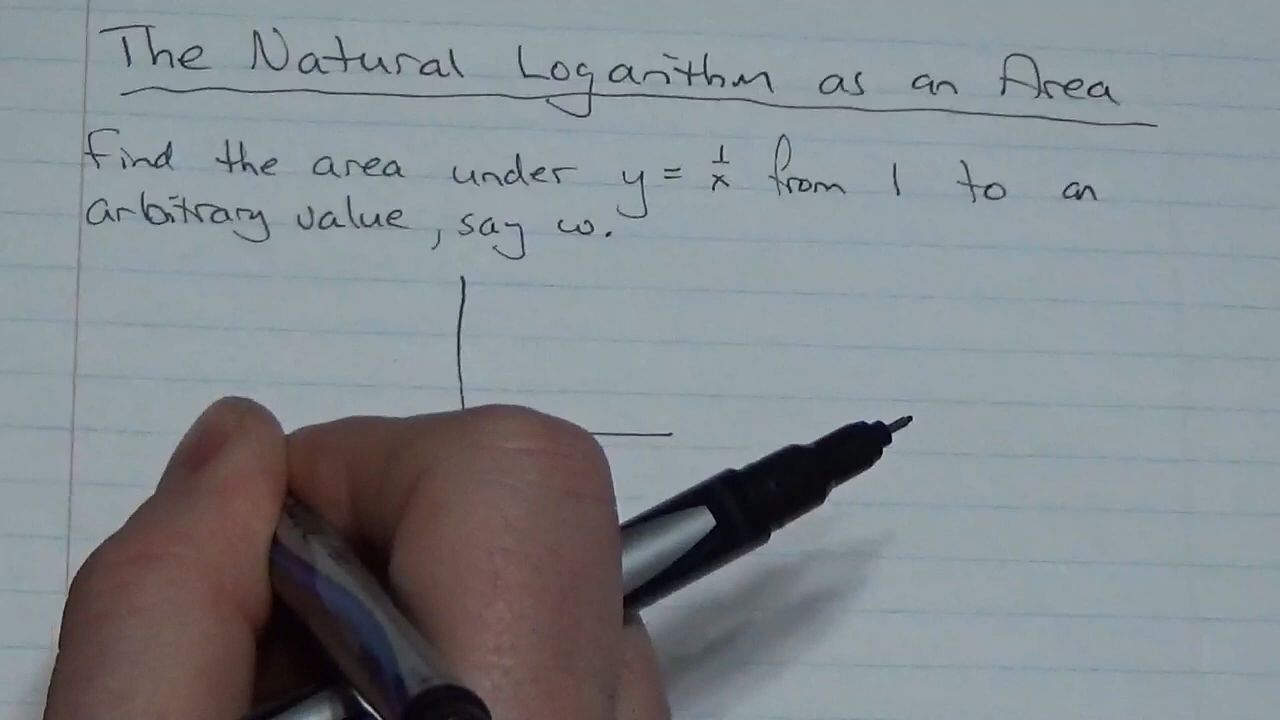 The Natural Logarithm as an Area
Find the area under y = 1/x from 1 to an
arbitrary value, say w.